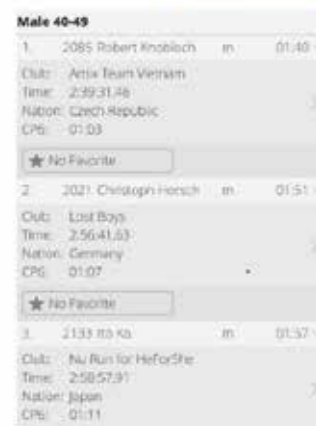 Male 40-49
1. 2085 Robert Knobloch m 01:40
Club: Amix Team Vietnam
Time: 2:39:31,46
Nation: Czech Republic
CP6: 01:03
★ No Favorite
2. 2021 Christoph m 01:51
Club: Lost Boys
Time: 2:56:41,63
Nation: Germany
CP6: 01:07
★ No Favorite
3. 2133 Ito Ko m 01:57
Club: Nu Run for HeForShe
Time: 2:58:57,91
Nation: Japan
CP6: 01:11